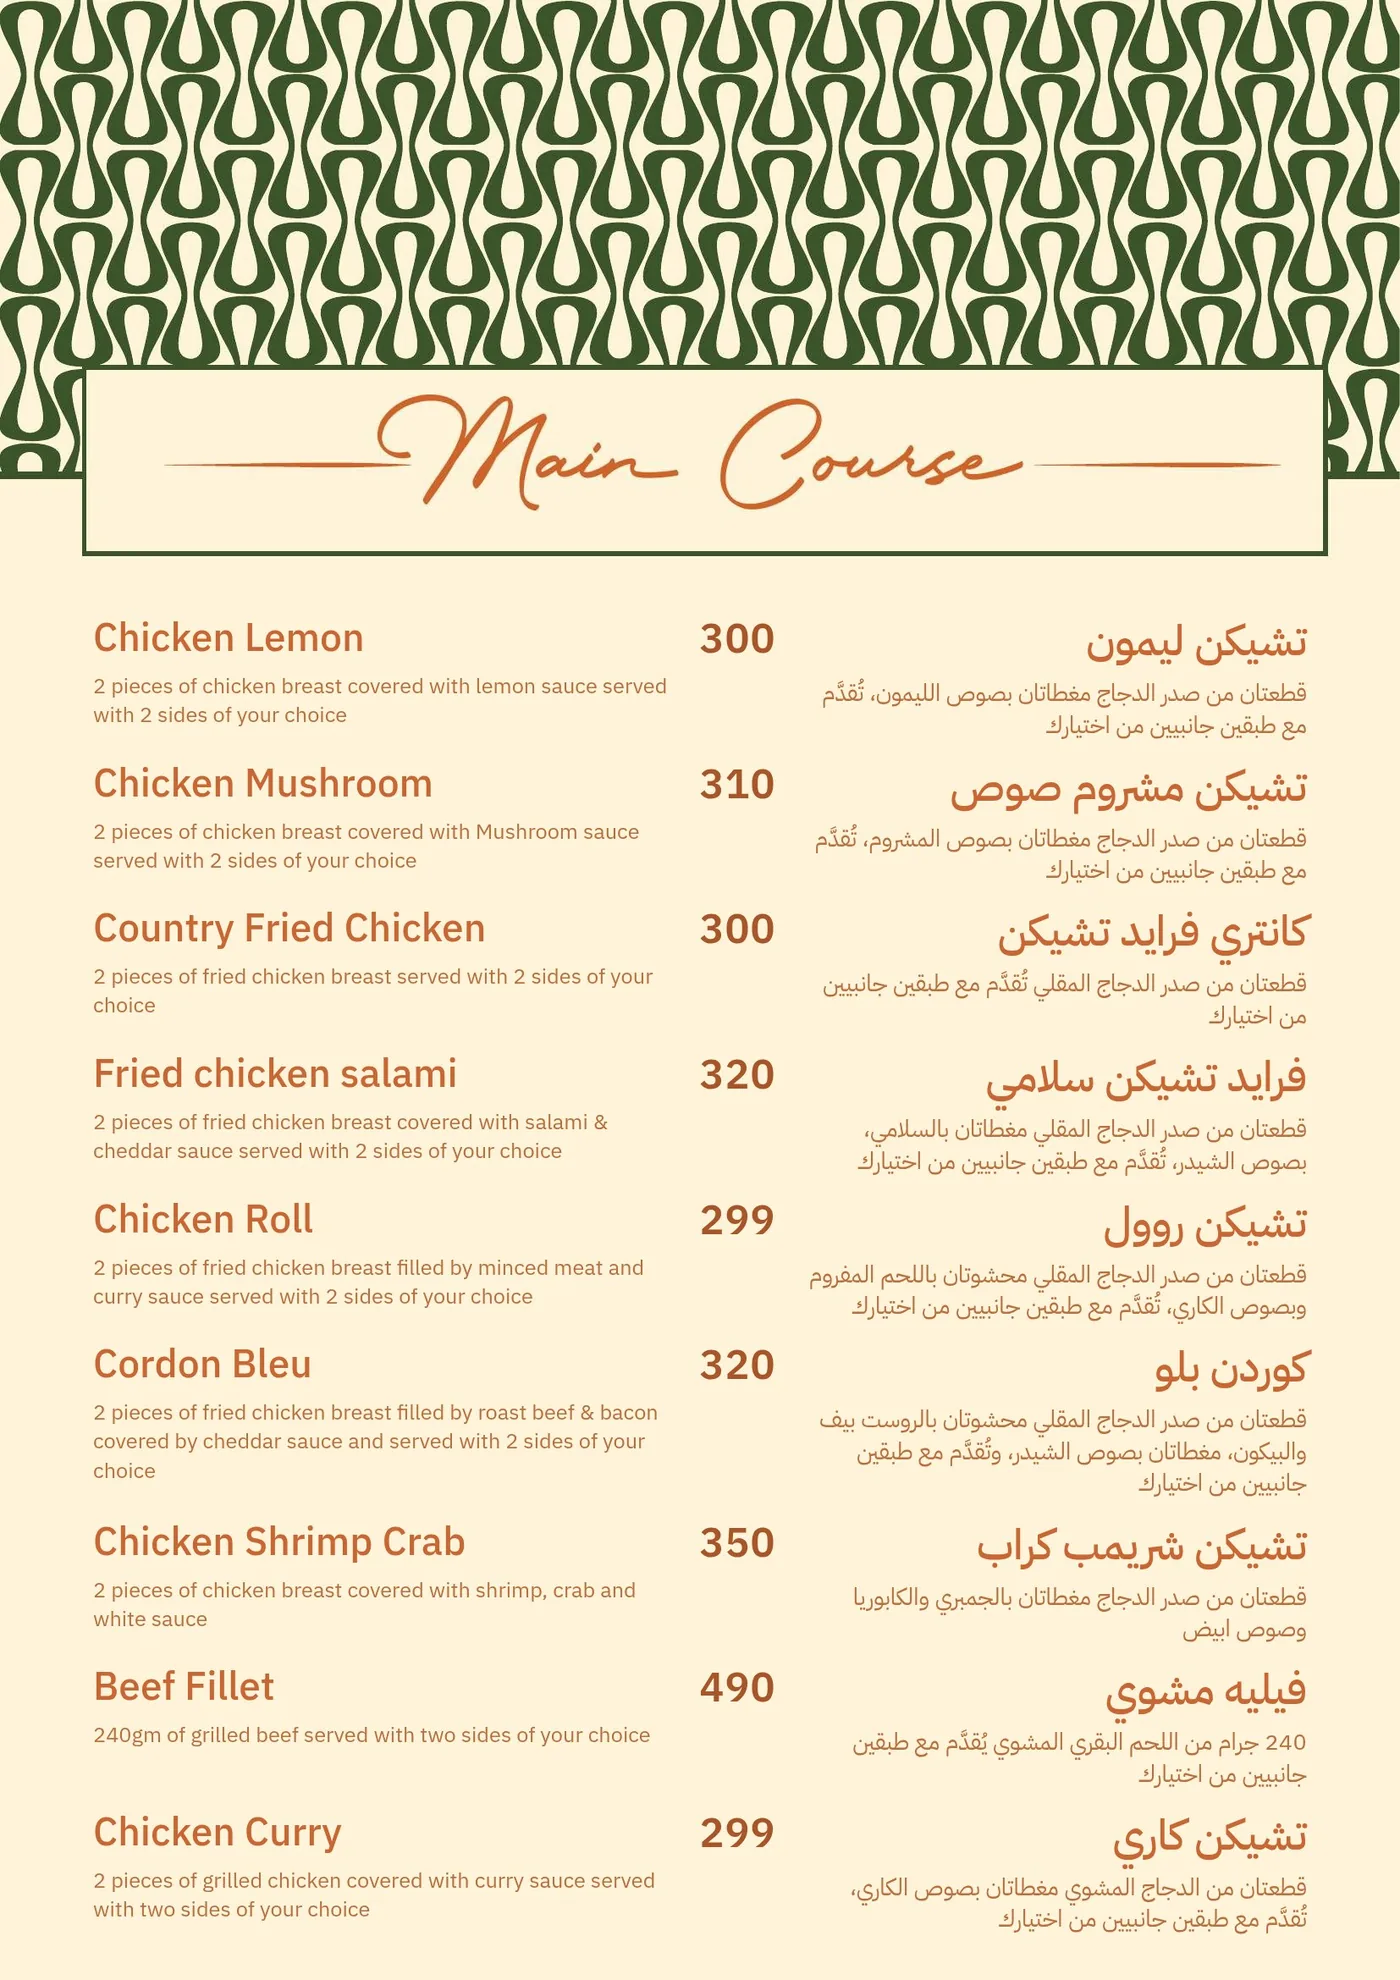 Main Course
Chicken Lemon
300
تشيكن ليمون
2 pieces of chicken breast covered with lemon sauce served
with 2 sides of your choice
قطعتان من صدر الدجاج مغطاتان بصوص الليمون، تُقدَّم
مع طبقين جانبيين من اختيارك
Chicken Mushroom
310
تشيكن مشروم صوص
2 pieces of chicken breast covered with Mushroom sauce
served with 2 sides of your choice
قطعتان من صدر الدجاج مغطاتان بصوص المشروم، تُقدَّم
مع طبقين جانبيين من اختيارك
Country Fried Chicken
300
كانتري فرايد تشيكن
2 pieces of fried chicken breast served with 2 sides of your
choice
قطعتان من صدر الدجاج المقلي تُقدَّم مع طبقين جانبيين
من اختيارك
Fried chicken salami
320
فرايد تشيكن سلامي
2 pieces of fried chicken breast covered with salami &
cheddar sauce served with 2 sides of your choice
قطعتان من صدر الدجاج المقلي مغطاتان بالسلامي،
بصوص الشيدر، تُقدَّم مع طبقين جانبيين من اختيارك
Chicken Roll
299
تشيكن روول
2 pieces of fried chicken breast filled by minced meat and
curry sauce served with 2 sides of your choice
قطعتان من صدر الدجاج المقلي محشوتان باللحم المفروم
وبصوص الكاري، تُقدَّم مع طبقين جانبيين من اختيارك
Cordon Bleu
320
كوردن بلو
2 pieces of fried chicken breast filled by roast beef & bacon
covered by cheddar sauce and served with 2 sides of your
choice
قطعتان من صدر الدجاج المقلي محشوتان بالروست بيف
والبيكون، مغطاتان بصوص الشيدر، وتُقدَّم مع طبقين
جانبيين من اختيارك
Chicken Shrimp Crab
350
تشيكن شريمب كراب
2 pieces of chicken breast covered with shrimp, crab and
white sauce
قطعتان من صدر الدجاج مغطاتان بالجمبري والكابوريا
وصوص ابيض
Beef Fillet
490
فيليه مشوي
240gm of grilled beef served with two sides of your choice
240 جرام من اللحم البقري المشوي يُقدَّم مع طبقين
جانبيين من اختيارك
Chicken Curry
299
تشيكن كاري
2 pieces of grilled chicken covered with curry sauce served
with two sides of your choice
قطعتان من الدجاج المشوي مغطاتان بصوص الكاري،
تُقدَّم مع طبقين جانبيين من اختيارك